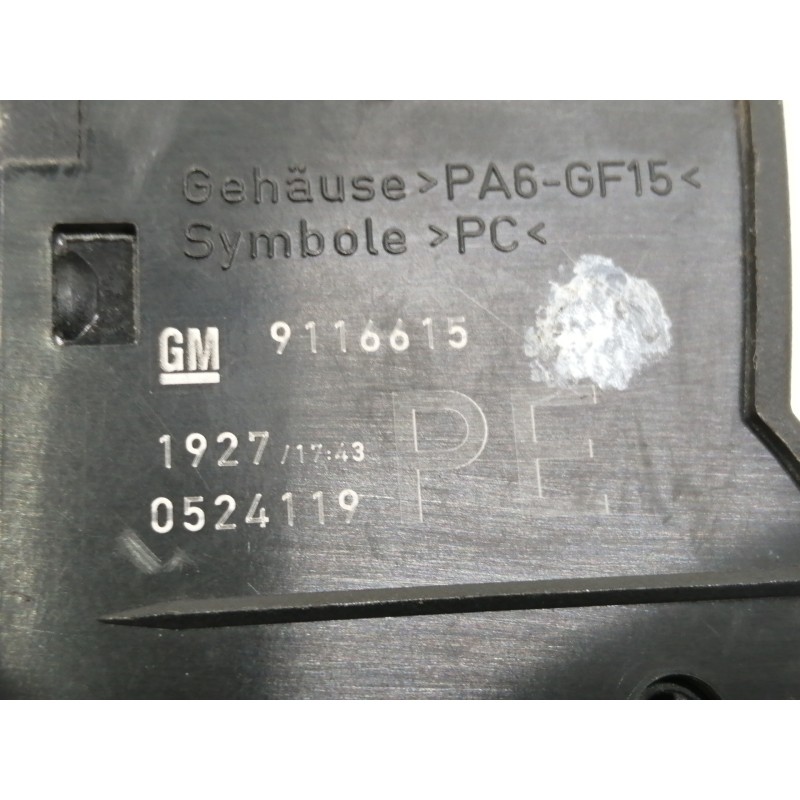 Gehäuse >PA6-GF15<
Symbole >PC<
GM 9116615
1927/17:43
0524119
PE